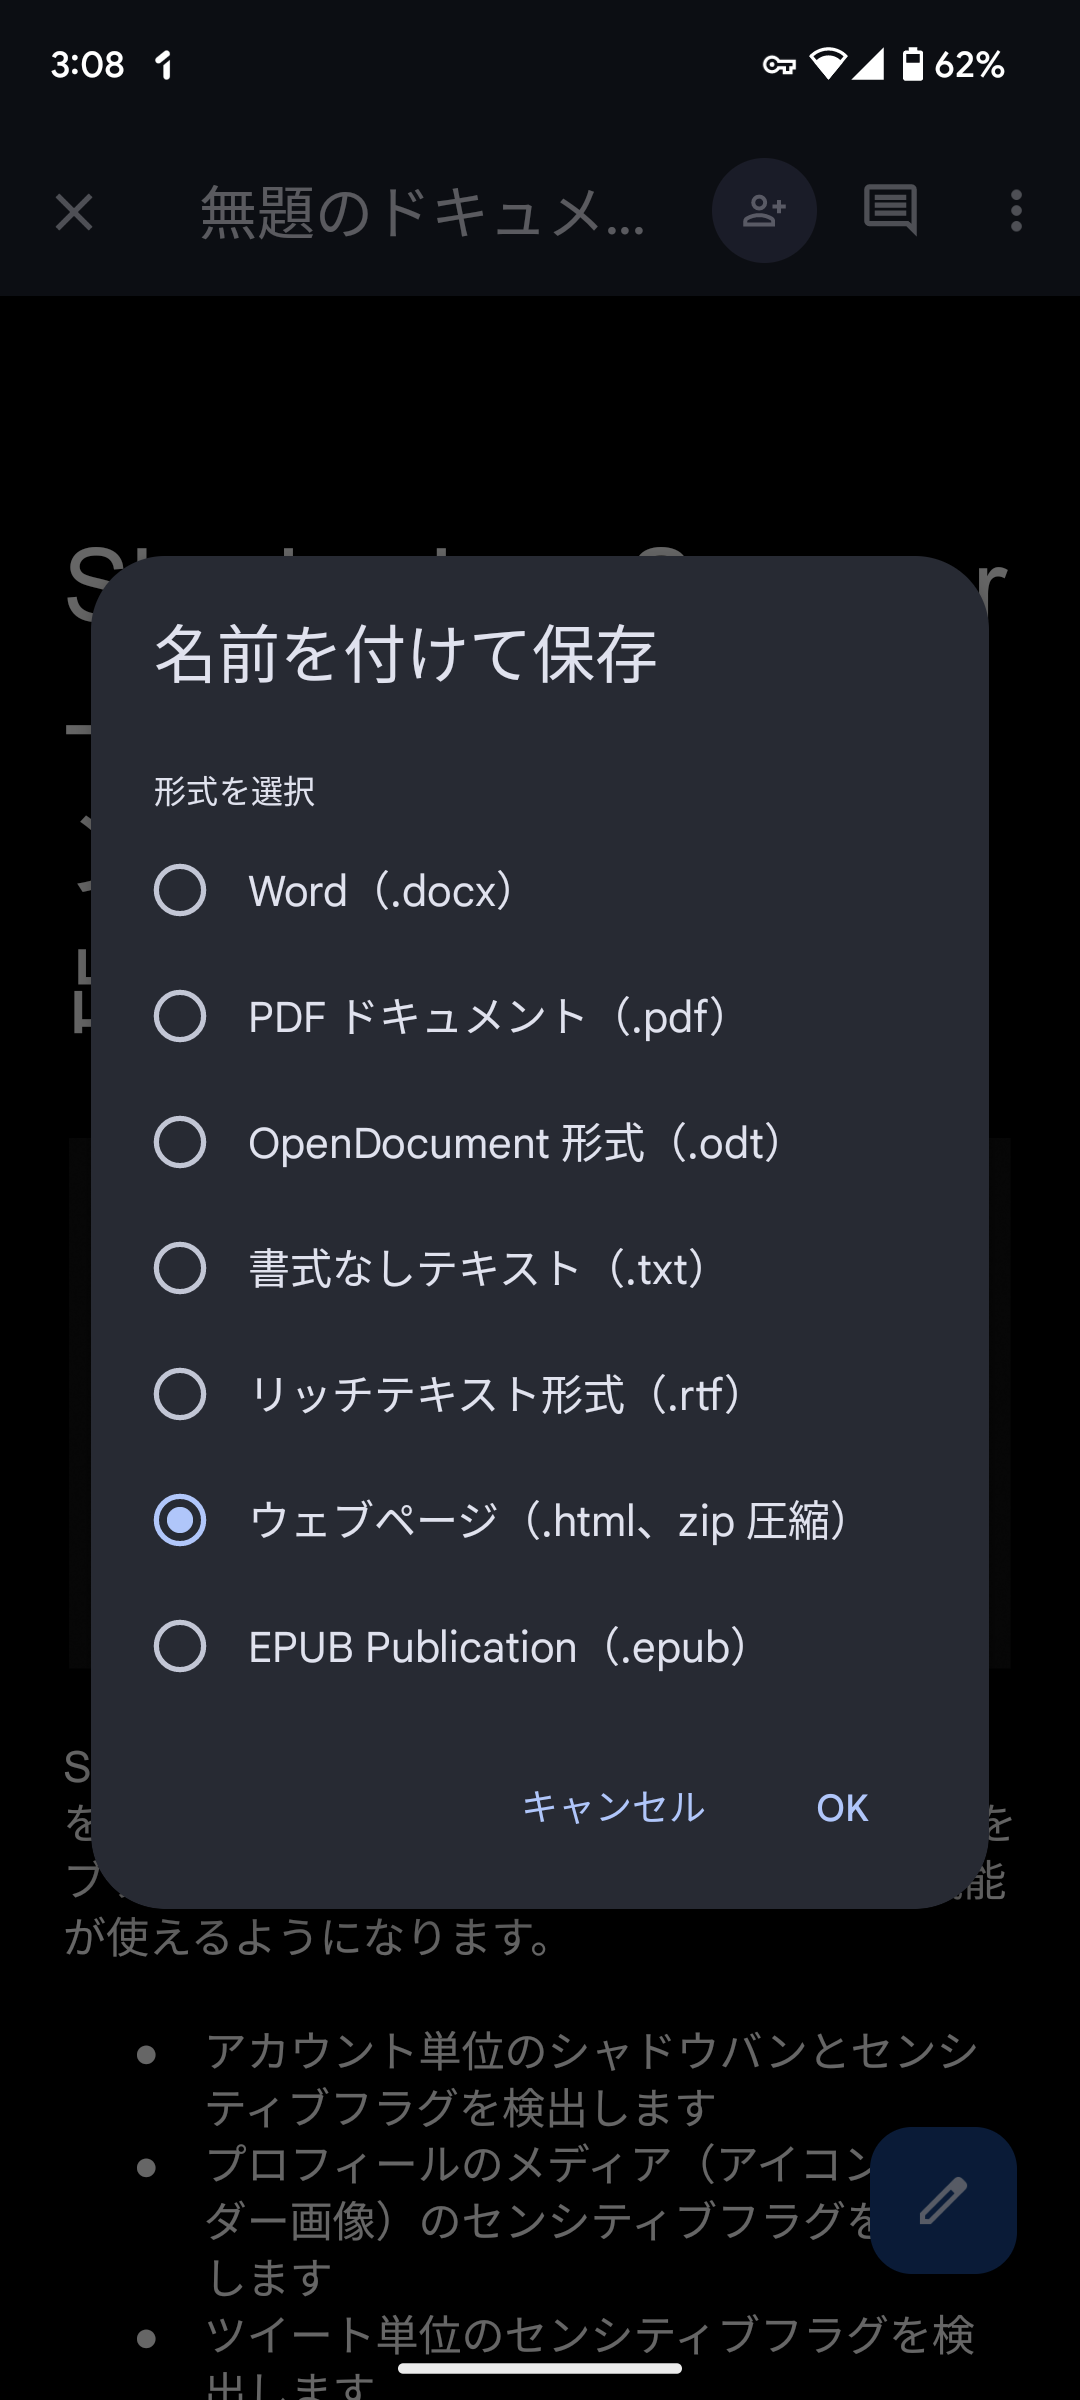 3:08
62%
無題のドキュメ...
名前を付けて保存
形式を選択
Word（.docx）
PDF ドキュメント（.pdf）
OpenDocument 形式（.odt）
書式なしテキスト（.txt）
リッチテキスト形式（.rtf）
ウェブページ（.html、zip 圧縮）
EPUB Publication（.epub）
キャンセル
OK
が使えるようになります。
● アカウント単位のシャドウバンとセンシ
ティブフラグを検出します
● プロフィールのメディア（アイコン
ダー画像）のセンシティブフラグを
します
● ツイート単位のセンシティブフラグを検
出します